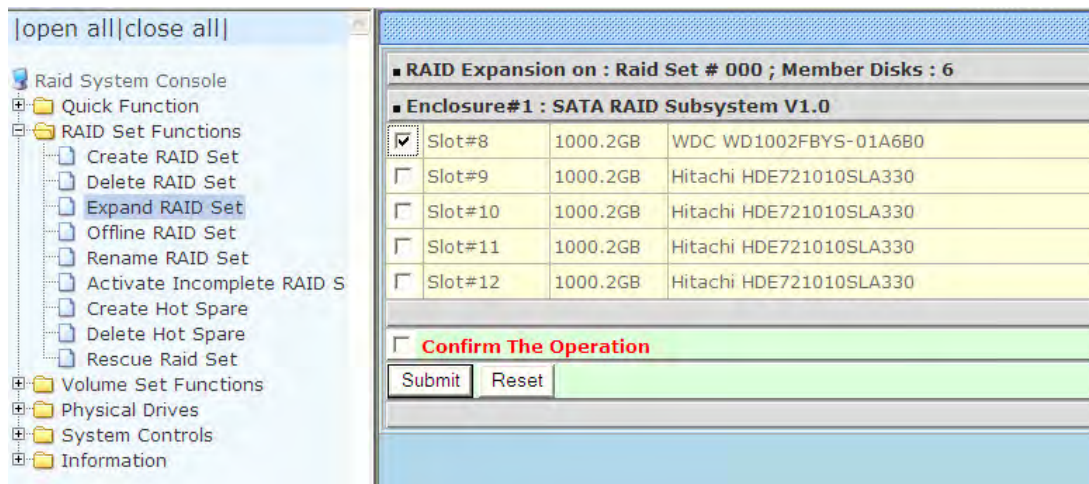 |open all|close all|
Raid System Console
Quick Function
RAID Set Functions
Create RAID Set
Delete RAID Set
Expand RAID Set
Offline RAID Set
Rename RAID Set
Activate Incomplete RAID S
Create Hot Spare
Delete Hot Spare
Rescue Raid Set
Volume Set Functions
Physical Drives
System Controls
Information
RAID Expansion on : Raid Set # 000 ; Member Disks : 6
Enclosure#1 : SATA RAID Subsystem V1.0
Slot#8 1000.2GB WDC WD1002FBYS-01A6B0
Slot#9 1000.2GB Hitachi HDE721010SLA330
Slot#10 1000.2GB Hitachi HDE721010SLA330
Slot#11 1000.2GB Hitachi HDE721010SLA330
Slot#12 1000.2GB Hitachi HDE721010SLA330
Confirm The Operation
Submit Reset